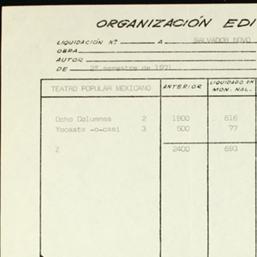 ORGANIZACIÓN EDI
LIQUIDACIÓN Nº A SALVADOR NOVO
OBRA
AUTOR
DE 2º semestre de 1971
TEATRO POPULAR MEXICANO ANTERIOR LIQUIDADO EN MON. NAL.
Ocho Columnas 2 1900 616
Yocasta -o-casi 3 500 77
2 2400 693